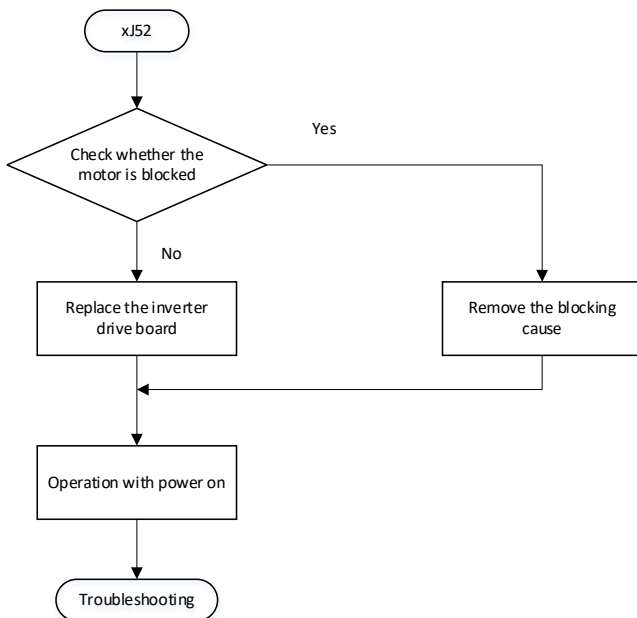 xJ52
Check whether the
motor is blocked
Yes
No
Replace the inverter
drive board
Remove the blocking
cause
Operation with power on
Troubleshooting